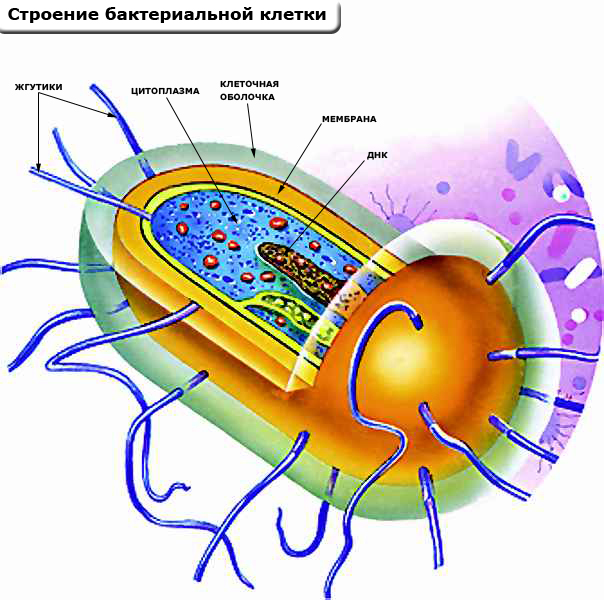 Строение бактериальной клетки
ЖГУТИКИ
ЦИТОПЛАЗМА
КЛЕТОЧНАЯ
ОБОЛОЧКА
МЕМБРАНА
ДНК